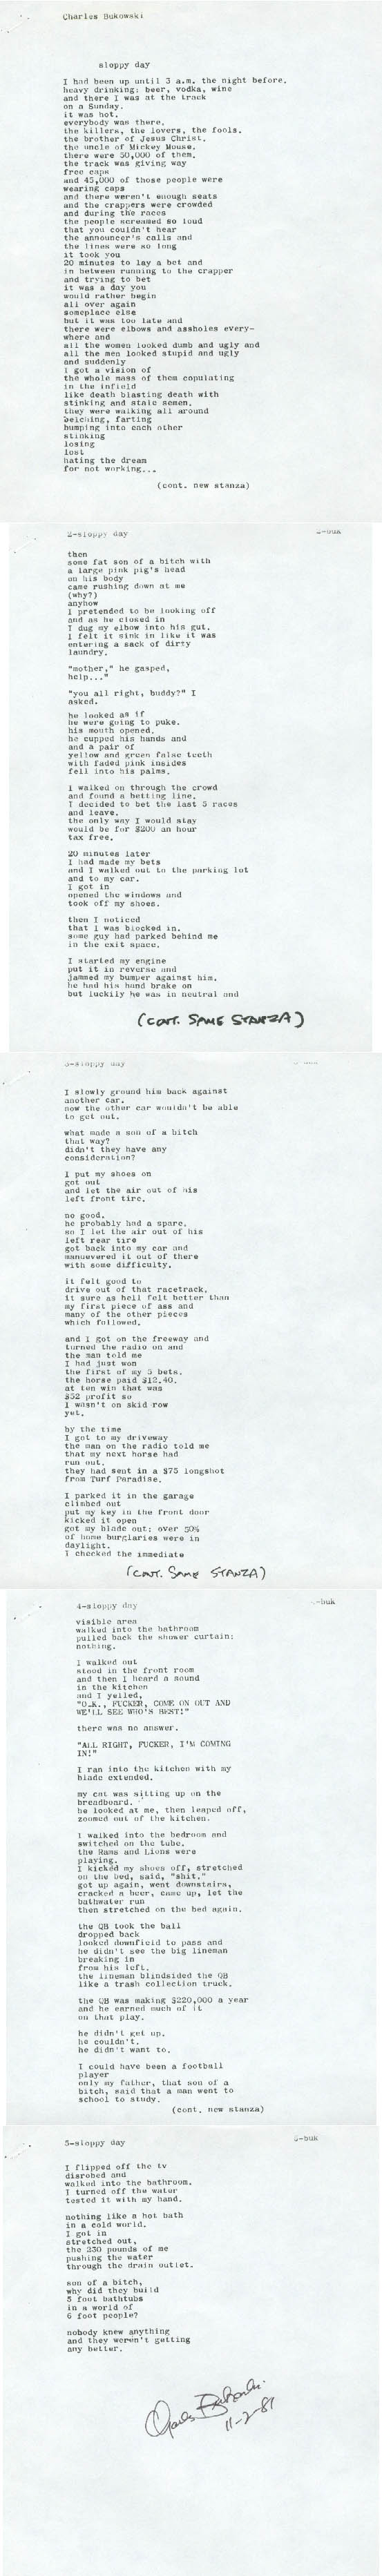 Charles Bukowski
sloppy day
I had been up until 3 a.m. the night before.
heavy drinking: beer, vodka, wine
and there I was at the track
on a Sunday.
it was hot.
everybody was there.
the killers, the lovers, the fools.
the brother of Jesus Christ.
the uncle of Mickey Mouse.
there were 50,000 of them.
the track was giving way
free caps
and 45,000 of those people were
wearing caps
and there weren't enough seats
and the crappers were crowded
and during the races
the people screamed so loud
that you couldn't hear
the announcer's calls and
the lines were so long
it took you
20 minutes to lay a bet and
in between running to the crapper
and trying to bet
it was a day you
would rather begin
all over again
someplace else
but it was too late and
there were elbows and assholes every-
where and
all the women looked dumb and ugly and
all the men looked stupid and ugly
and suddenly
I got a vision of
the whole mass of them copulating
in the infield
like death blasting death with
stinking and stale semen.
they were walking all around
belching, farting
bumping into each other
stinking
losing
lost
hating the dream
for not working...
(cont. new stanza)
2-sloppy day
2-buk
then
some fat son of a bitch with
a large pink pig's head
on his body
came rushing down at me
(why?)
anyhow
I pretended to be looking off
and as he closed in
I dug my elbow into his gut.
I felt it sink in like it was
entering a sack of dirty
laundry.
"mother," he gasped,
help..."
"you all right, buddy?" I
asked.
he looked as if
he were going to puke.
his mouth opened.
he cupped his hands and
and a pair of
yellow and green false teeth
with faded pink insides
fell into his palms.
I walked on through the crowd
and found a betting line.
I decided to bet the last 5 races
and leave.
the only way I would stay
would be for $200 an hour
tax free.
20 minutes later
I had made my bets
and I walked out to the parking lot
and to my car.
I got in
opened the windows and
took off my shoes.
then I noticed
that I was blocked in.
some guy had parked behind me
in the exit space.
I started my engine
put it in reverse and
jammed my bumper against him.
he had his hand brake on
but luckily he was in neutral and
(CONT. SAME STANZA)
3-sloppy day
I slowly ground him back against
another car.
now the other car wouldn't be able
to get out.
what made a son of a bitch
that way?
didn't they have any
consideration?
I put my shoes on
got out
and let the air out of his
left front tire.
no good.
he probably had a spare.
so I let the air out of his
left rear tire
got back into my car and
manuevered it out of there
with some difficulty.
it felt good to
drive out of that racetrack,
it sure as hell felt better than
my first piece of ass and
many of the other pieces
which followed.
and I got on the freeway and
turned the radio on and
the man told me
I had just won
the first of my 5 bets.
the horse paid $12.40.
at ten win that was
$52 profit so
I wasn't on skid row
yet.
by the time
I got to my driveway
the man on the radio told me
that my next horse had
run out.
they had sent in a $75 longshot
from Turf Paradise.
I parked it in the garage
climbed out
put my key in the front door
kicked it open
got my blade out: over 50%
of home burglaries were in
daylight.
I checked the immediate
(CONT. SAME STANZA)
4-sloppy day
-buk
visible area
walked into the bathroom
pulled back the shower curtain:
nothing.
I walked out
stood in the front room
and then I heard a sound
in the kitchen
and I yelled,
"O.K., FUCKER, COME ON OUT AND
WE'LL SEE WHO'S BEST!"
there was no answer.
"ALL RIGHT, FUCKER, I'M COMING
IN!"
I ran into the kitchen with my
blade extended.
my cat was sitting up on the
breadboard.
he looked at me, then leaped off,
zoomed out of the kitchen.
I walked into the bedroom and
switched on the tube.
the Rams and Lions were
playing.
I kicked my shoes off, stretched
on the bed, said, "shit,"
got up again, went downstairs,
cracked a beer, came up, let the
bathwater run
then stretched on the bed again.
the QB took the ball
dropped back
looked downfield to pass and
he didn't see the big lineman
breaking in
from his left.
the lineman blindsided the QB
like a trash collection truck.
the QB was making $220,000 a year
and he earned much of it
on that play.
he didn't get up.
he couldn't.
he didn't want to.
I could have been a football
player
only my father, that son of a
bitch, said that a man went to
school to study.
(cont. new stanza)
5-sloppy day
5-buk
I flipped off the tv
disrobed and
walked into the bathroom.
I turned off the water
tested it with my hand.
nothing like a hot bath
in a cold world.
I got in
stretched out,
the 230 pounds of me
pushing the water
through the drain outlet.
son of a bitch,
why did they build
5 foot bathtubs
in a world of
6 foot people?
nobody knew anything
and they weren't getting
any better.
Charles Bukowski
11-2-81